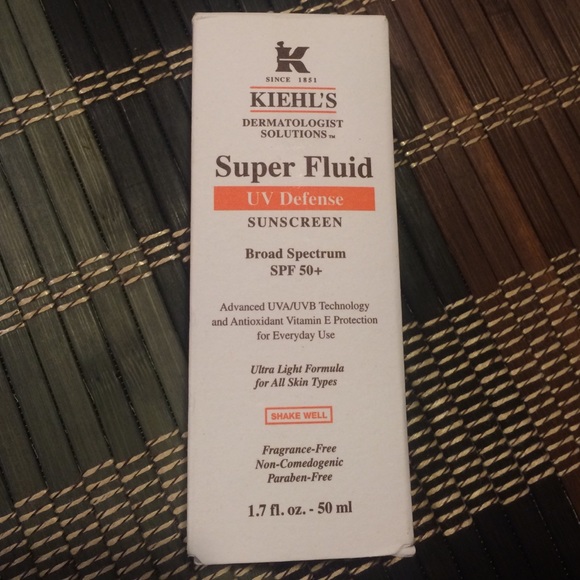 K
SINCE 1851
KIEHL'S
DERMATOLOGIST
SOLUTIONS™
Super Fluid
UV Defense
SUNSCREEN
Broad Spectrum
SPF 50+
Advanced UVA/UVB Technology
and Antioxidant Vitamin E Protection
for Everyday Use
Ultra Light Formula
for All Skin Types
SHAKE WELL
Fragrance-Free
Non-Comedogenic
Paraben-Free
1.7 fl. oz. - 50 ml